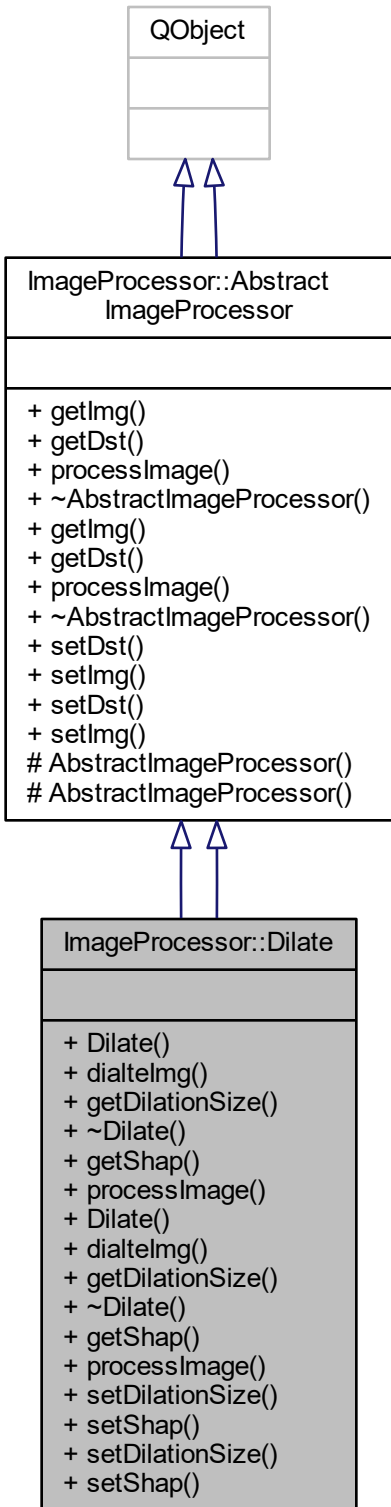 QObject
ImageProcessor::Abstract
ImageProcessor
+ getImg()
+ getDst()
+ processImage()
+ ~AbstractImageProcessor()
+ getImg()
+ getDst()
+ processImage()
+ ~AbstractImageProcessor()
+ setDst()
+ setImg()
+ setDst()
+ setImg()
# AbstractImageProcessor()
# AbstractImageProcessor()
ImageProcessor::Dilate
+ Dilate()
+ dialteImg()
+ getDilationSize()
+ ~Dilate()
+ getShap()
+ processImage()
+ Dilate()
+ dialteImg()
+ getDilationSize()
+ ~Dilate()
+ getShap()
+ processImage()
+ setDilationSize()
+ setShap()
+ setDilationSize()
+ setShap()